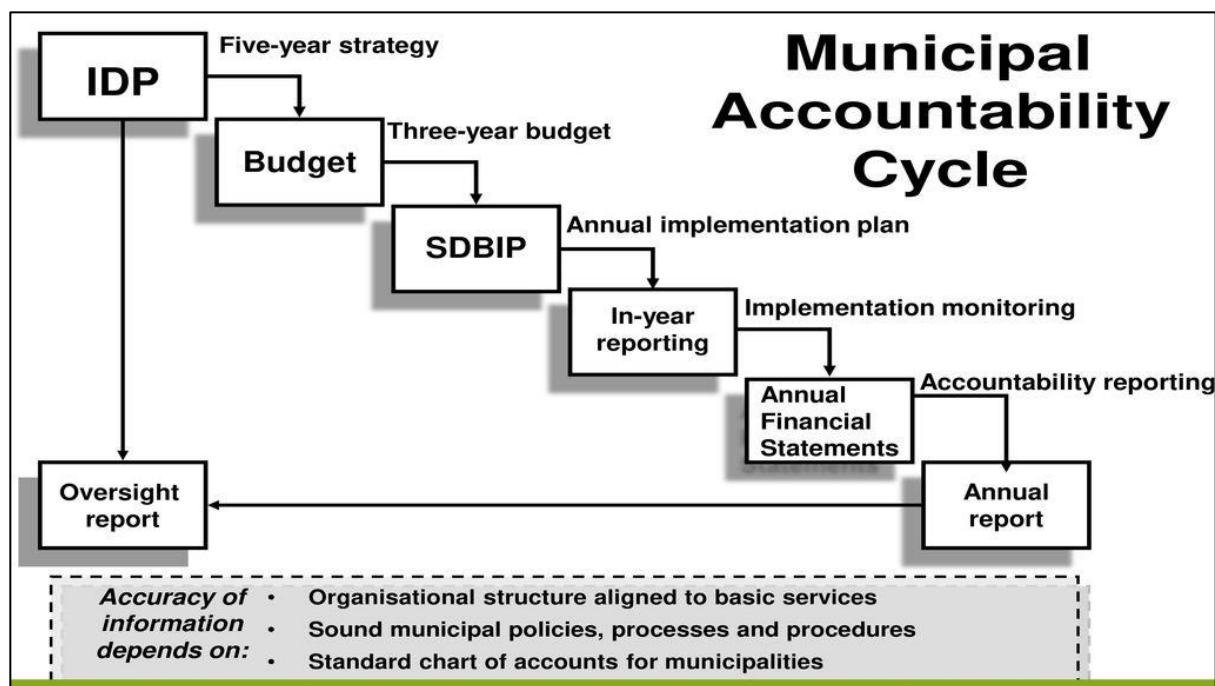 Municipal
Accountability
Cycle
IDP
Five-year strategy
Budget
Three-year budget
SDBIP
Annual implementation plan
In-year
reporting
Implementation monitoring
Annual
Financial
Statements
Accountability reporting
Oversight
report
Annual
report
Accuracy of
information
depends on:
• Organisational structure aligned to basic services
• Sound municipal policies, processes and procedures
• Standard chart of accounts for municipalities